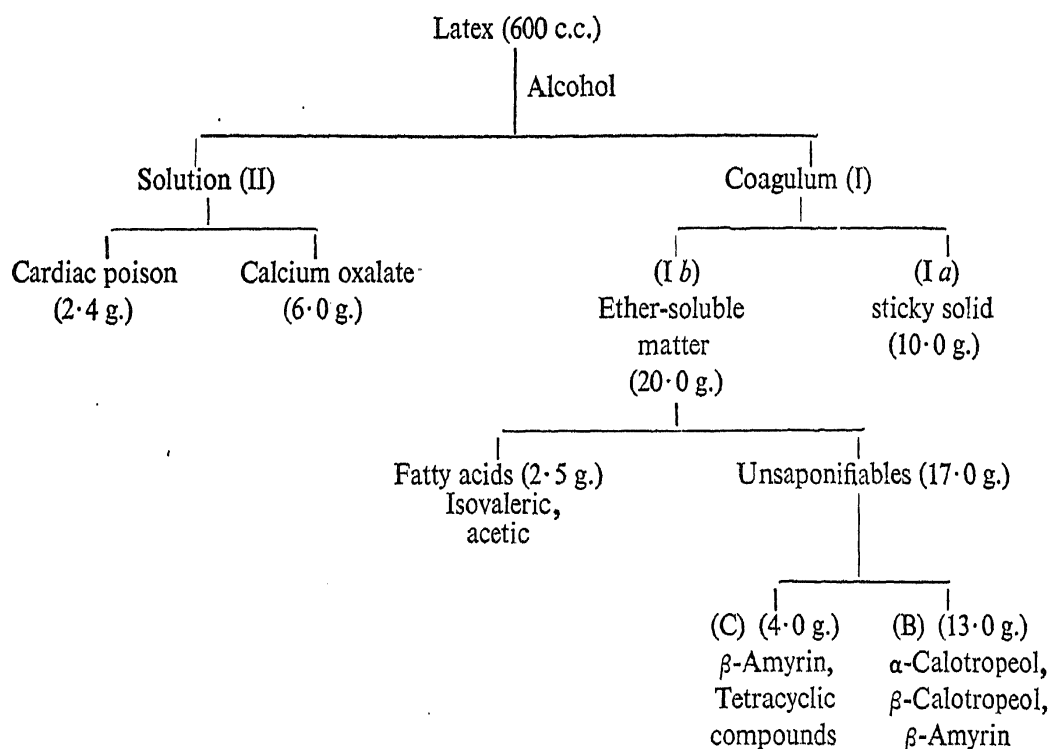 Latex (600 c.c.)
Alcohol
Solution (II)
Coagulum (I)
Cardiac poison
(2·4 g.)
Calcium oxalate
(6·0 g.)
(I b)
Ether-soluble
matter
(20·0 g.)
(I a)
sticky solid
(10·0 g.)
Fatty acids (2·5 g.)
Isovaleric,
acetic
Unsaponifiables (17·0 g.)
(C) (4·0 g.)
β-Amyrin,
Tetracyclic
compounds
(B) (13·0 g.)
α-Calotropeol,
β-Calotropeol,
β-Amyrin